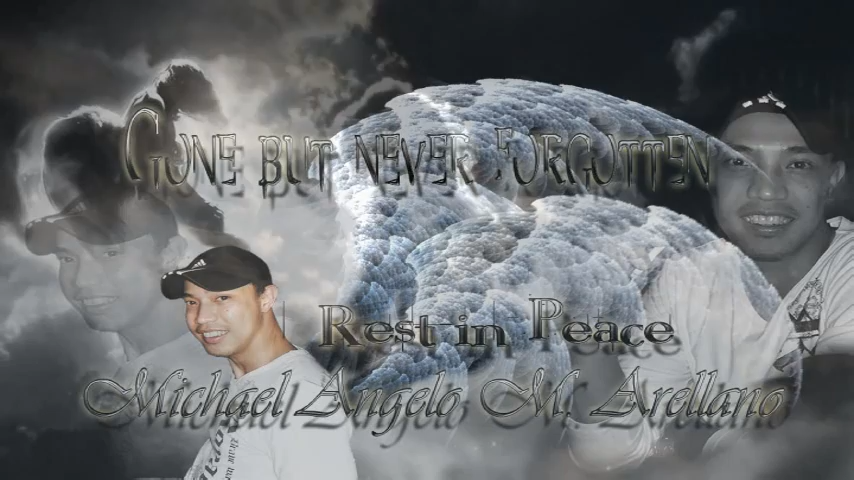 Gone but never Forgotten
Rest in Peace
Michael Angelo M. Arellano